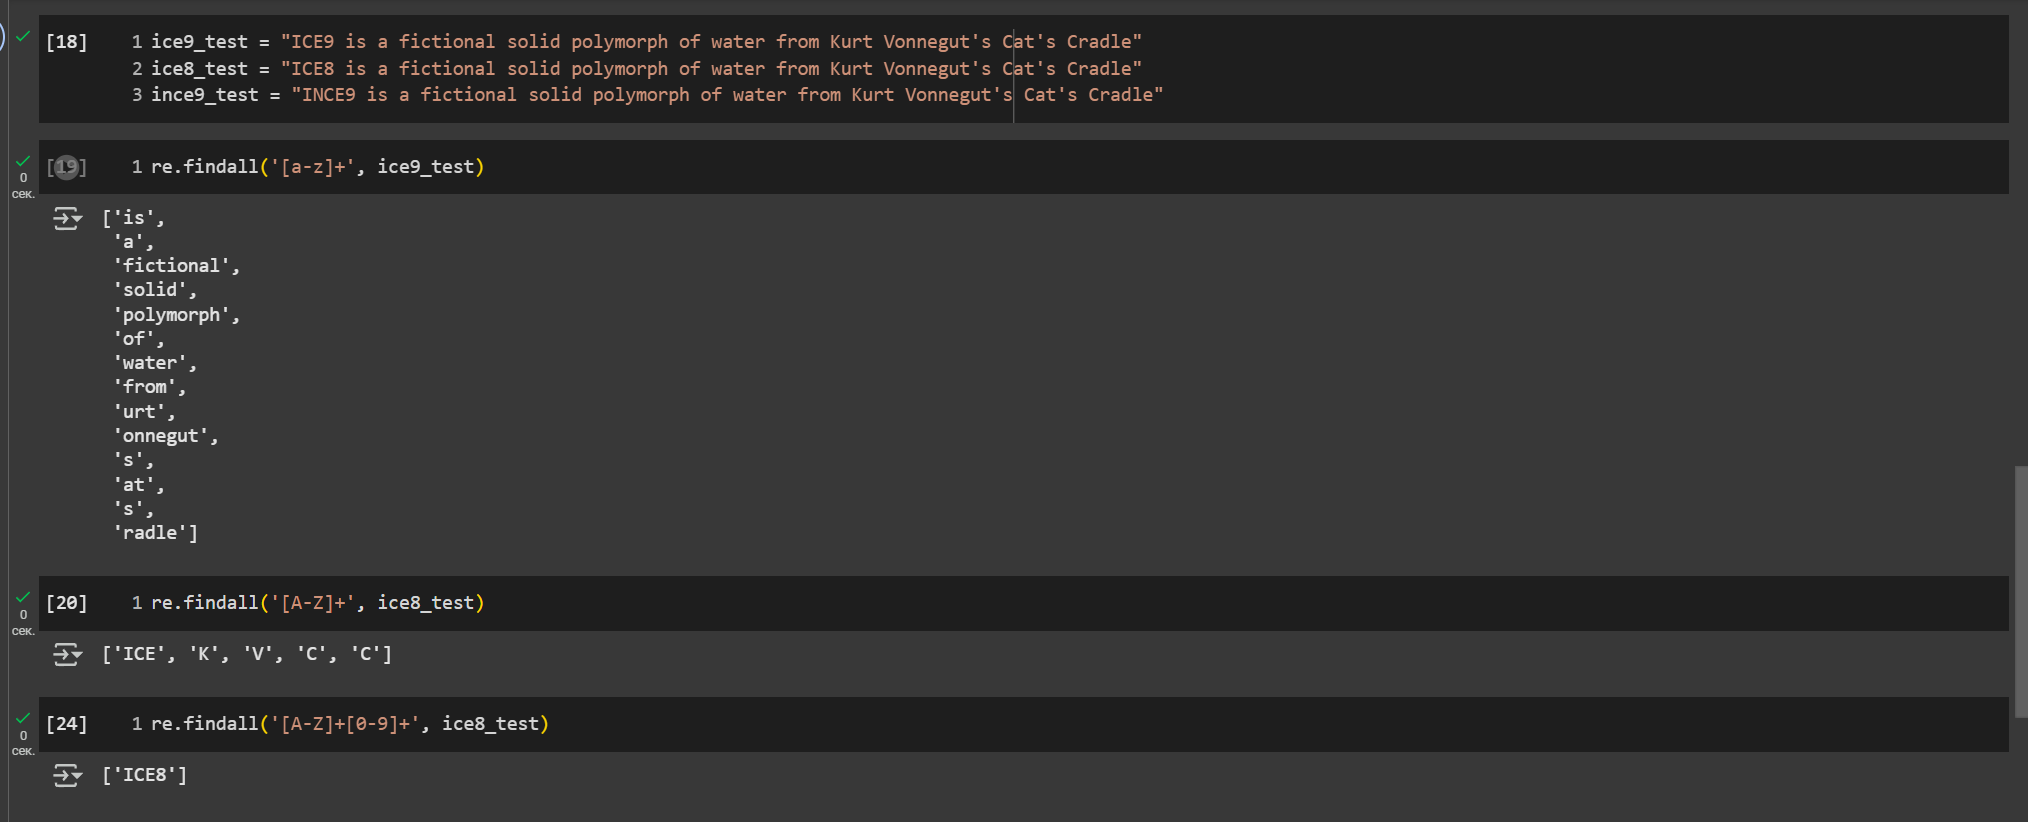 [18] 1 ice9_test = "ICE9 is a fictional solid polymorph of water from Kurt Vonnegut's Cat's Cradle"
2 ice8_test = "ICE8 is a fictional solid polymorph of water from Kurt Vonnegut's Cat's Cradle"
3 ince9_test = "INCE9 is a fictional solid polymorph of water from Kurt Vonnegut's Cat's Cradle"
[19] 1 re.findall('[a-z]+', ice9_test)
0
сек.
['is',
'a',
'fictional',
'solid',
'polymorph',
'of',
'water',
'from',
'urt',
'onnegut',
's',
'at',
's',
'radle']
[20] 1 re.findall('[A-Z]+', ice8_test)
0
сек.
['ICE', 'K', 'V', 'C', 'C']
[24] 1 re.findall('[A-Z]+[0-9]+', ice8_test)
0
сек.
['ICE8']